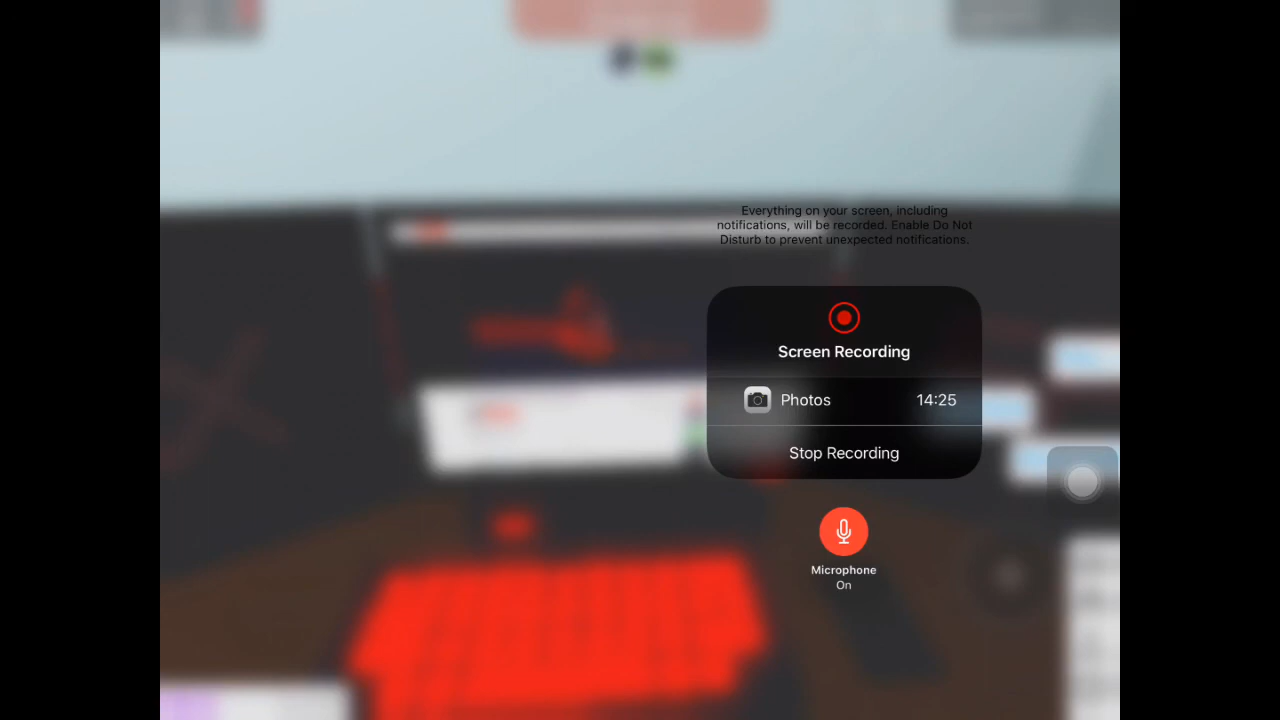 Everything on your screen, including
notifications, will be recorded. Enable Do Not
Disturb to prevent unexpected notifications.
Screen Recording
Photos 14:25
Stop Recording
Microphone
On